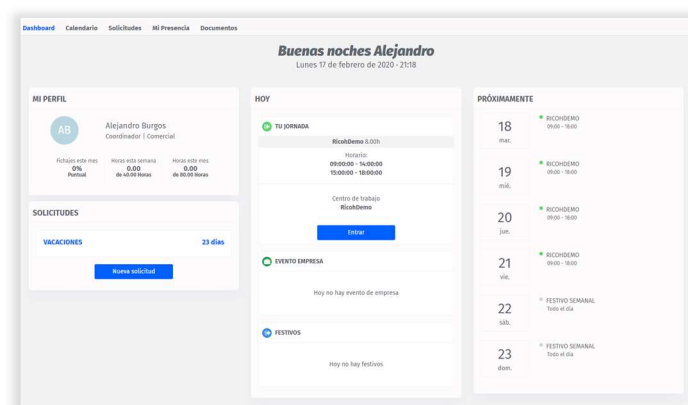 Dashboard Calendario Solicitudes Mi Presencia Documentos
Buenas noches Alejandro
Lunes 17 de febrero de 2020 - 21:18
MI PERFIL
AB
Alejandro Burgos
Coordinador | Comercial
Fichajes este mes Horas esta semana Horas este mes
0% 0.00 0.00
Puntual de 40.00 Horas de 80.00 Horas
SOLICITUDES
VACACIONES 23 días
Nueva solicitud
HOY
TU JORNADA
RicohDemo 8.00h
Horario:
09:00:00 - 14:00:00
15:00:00 - 18:00:00
Centro de trabajo
RicohDemo
Entrar
EVENTO EMPRESA
Hoy no hay evento de empresa
FESTIVOS
Hoy no hay festivos
PRÓXIMAMENTE
18 RICOHDEMO
mar. 09:00 - 18:00
19 RICOHDEMO
mié. 09:00 - 18:00
20 RICOHDEMO
jue. 09:00 - 18:00
21 RICOHDEMO
vie. 09:00 - 18:00
22 FESTIVO SEMANAL
sáb. Todo el día
23 FESTIVO SEMANAL
dom. Todo el día